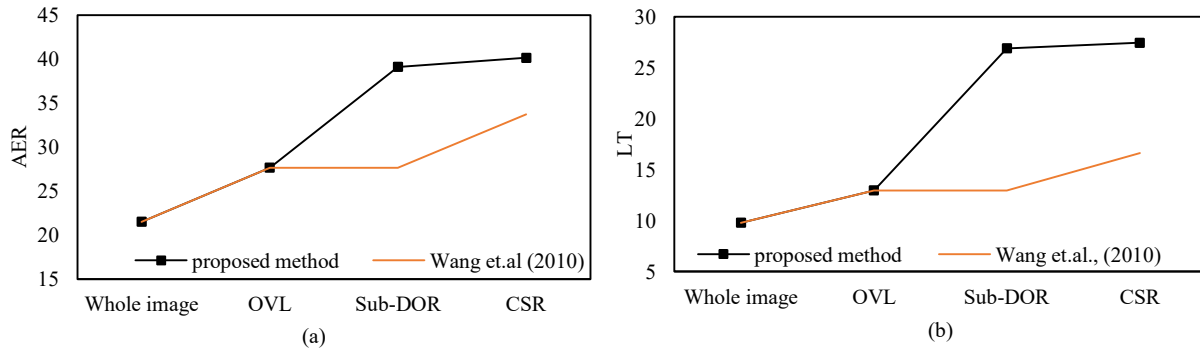 45
40
35
30
25
20
15
AER
proposed method
Wang et.al (2010)
Whole image OVL Sub-DOR CSR
(a)
30
25
20
15
10
5
LT
proposed method
Wang et.al., (2010)
Whole image OVL Sub-DOR CSR
(b)